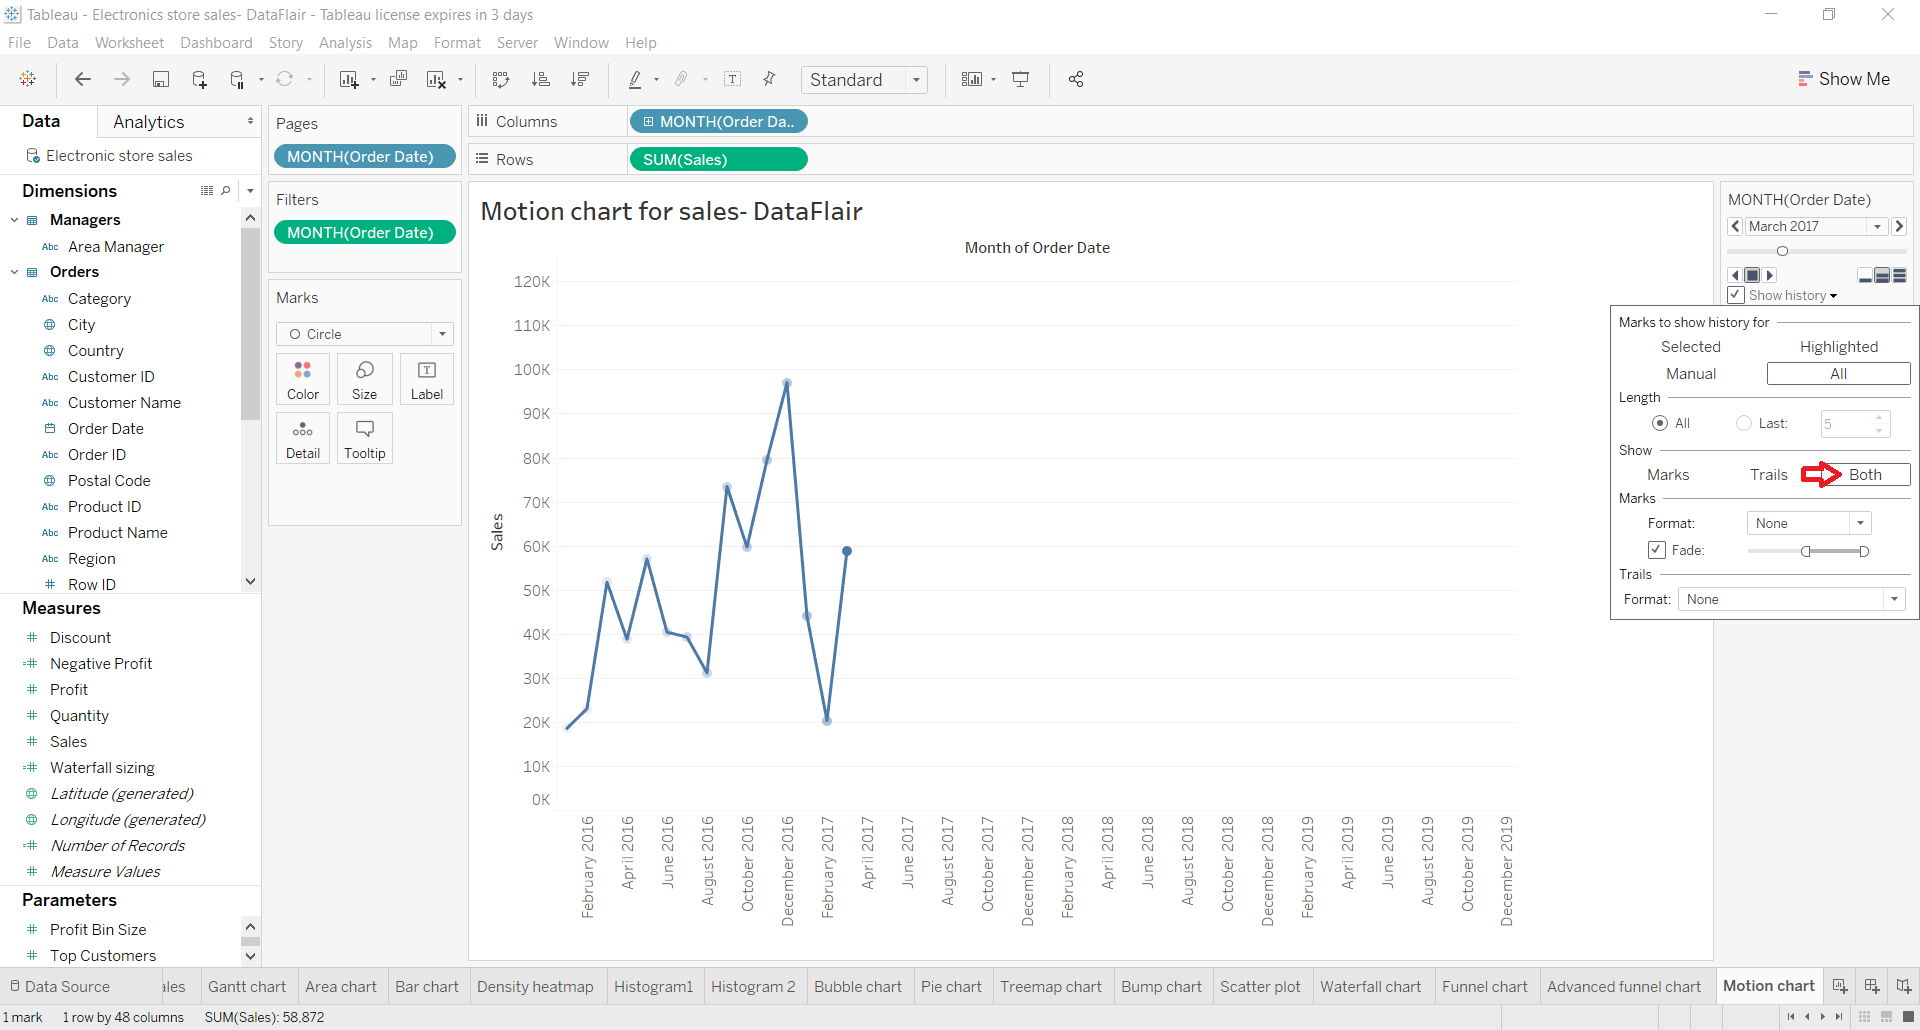 Tableau - Electronics store sales- DataFlair - Tableau license expires in 3 days
File Data Worksheet Dashboard Story Analysis Map Format Server Window Help
Standard
Show Me
Data
Analytics
Electronic store sales
Dimensions
Managers
Abc Area Manager
Orders
Abc Category
City
Country
Abc Customer ID
Abc Customer Name
Order Date
Abc Order ID
Postal Code
Abc Product ID
Abc Product Name
Abc Region
# Row ID
Measures
# Discount
=# Negative Profit
# Profit
# Quantity
# Sales
=# Waterfall sizing
Latitude (generated)
Longitude (generated)
=# Number of Records
# Measure Values
Parameters
# Profit Bin Size
# Top Customers
Pages
MONTH(Order Date)
Filters
MONTH(Order Date)
Marks
Circle
Color
Size
Label
Detail
Tooltip
Columns
MONTH(Order Da..
Rows
SUM(Sales)
Motion chart for sales- DataFlair
Month of Order Date
Sales
120K
110K
100K
90K
80K
70K
60K
50K
40K
30K
20K
10K
0K
February 2016
April 2016
June 2016
August 2016
October 2016
December 2016
February 2017
April 2017
June 2017
August 2017
October 2017
December 2017
February 2018
April 2018
June 2018
August 2018
October 2018
December 2018
February 2019
April 2019
June 2019
August 2019
October 2019
December 2019
MONTH(Order Date)
March 2017
Show history
Marks to show history for
Selected
Highlighted
Manual
All
Length
All
Last:
5
Show
Marks
Trails
Both
Marks
Format:
None
Fade:
Trails
Format:
None
Data Source
ales
Gantt chart
Area chart
Bar chart
Density heatmap
Histogram1
Histogram 2
Bubble chart
Pie chart
Treemap chart
Bump chart
Scatter plot
Waterfall chart
Funnel chart
Advanced funnel chart
Motion chart
1 mark
1 row by 48 columns
SUM(Sales): 58,872